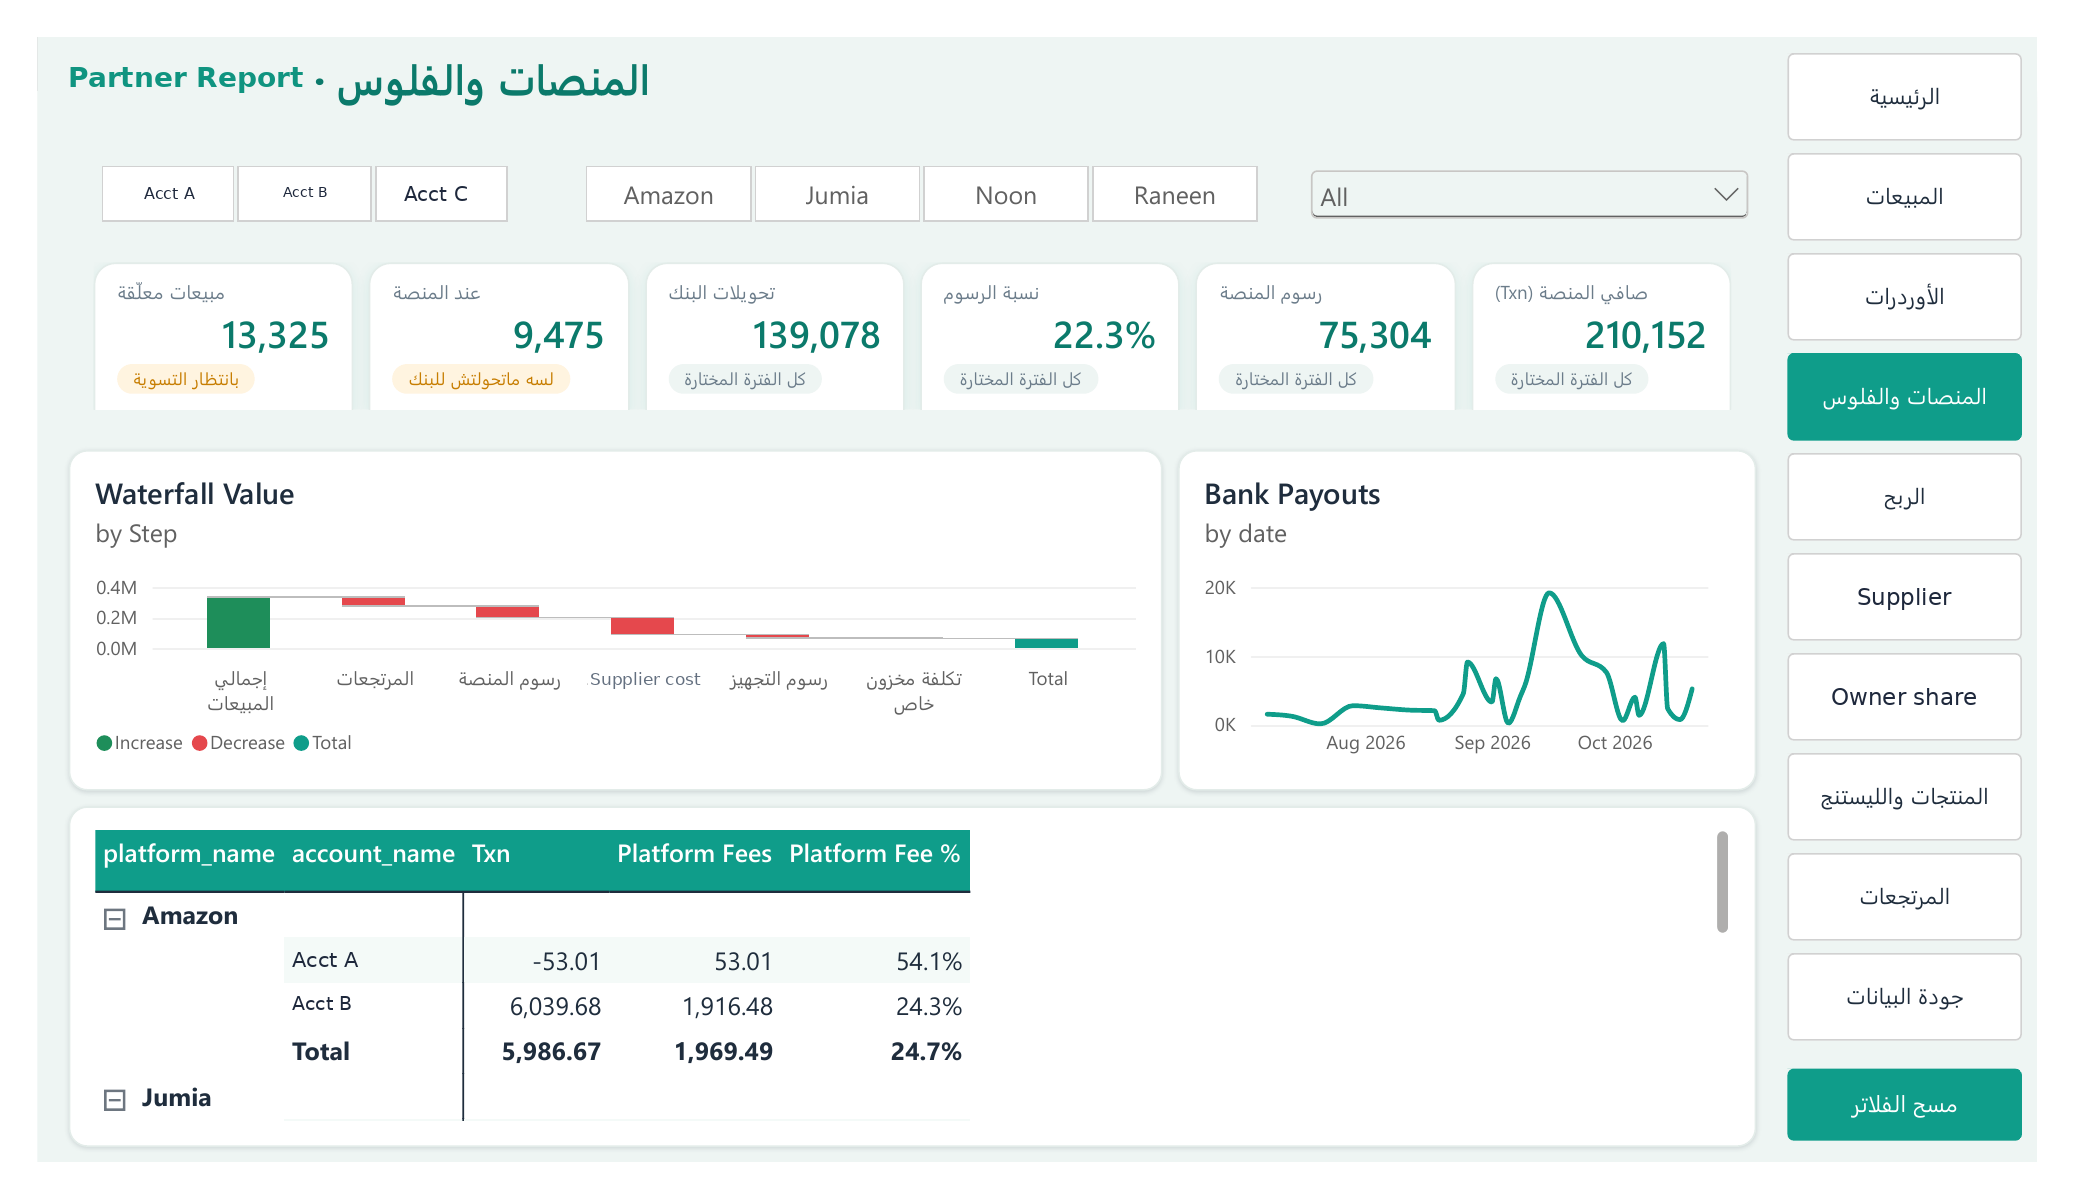 Partner Report • المنصات والفلوس
Acct A
Acct B
Acct C
Amazon
Jumia
Noon
Raneen
All
مبيعات معلّقة
13,325
بانتظار التسوية
عند المنصة
9,475
لسه ماتحولتش للبنك
تحويلات البنك
139,078
كل الفترة المختارة
نسبة الرسوم
22.3%
كل الفترة المختارة
رسوم المنصة
75,304
كل الفترة المختارة
صافي المنصة (Txn)
210,152
كل الفترة المختارة
Waterfall Value
by Step
0.4M
0.2M
0.0M
إجمالي
المبيعات
المرتجعات
رسوم المنصة
Supplier cost
رسوم التجهيز
تكلفة مخزون
خاص
Total
Increase
Decrease
Total
Bank Payouts
by date
20K
10K
0K
Aug 2026
Sep 2026
Oct 2026
platform_name account_name Txn Platform Fees Platform Fee %
Amazon
Acct A -53.01 53.01 54.1%
Acct B 6,039.68 1,916.48 24.3%
Total 5,986.67 1,969.49 24.7%
Jumia
الرئيسية
المبيعات
الأوردرات
المنصات والفلوس
الربح
Supplier
Owner share
المنتجات والليستنج
المرتجعات
جودة البيانات
مسح الفلاتر